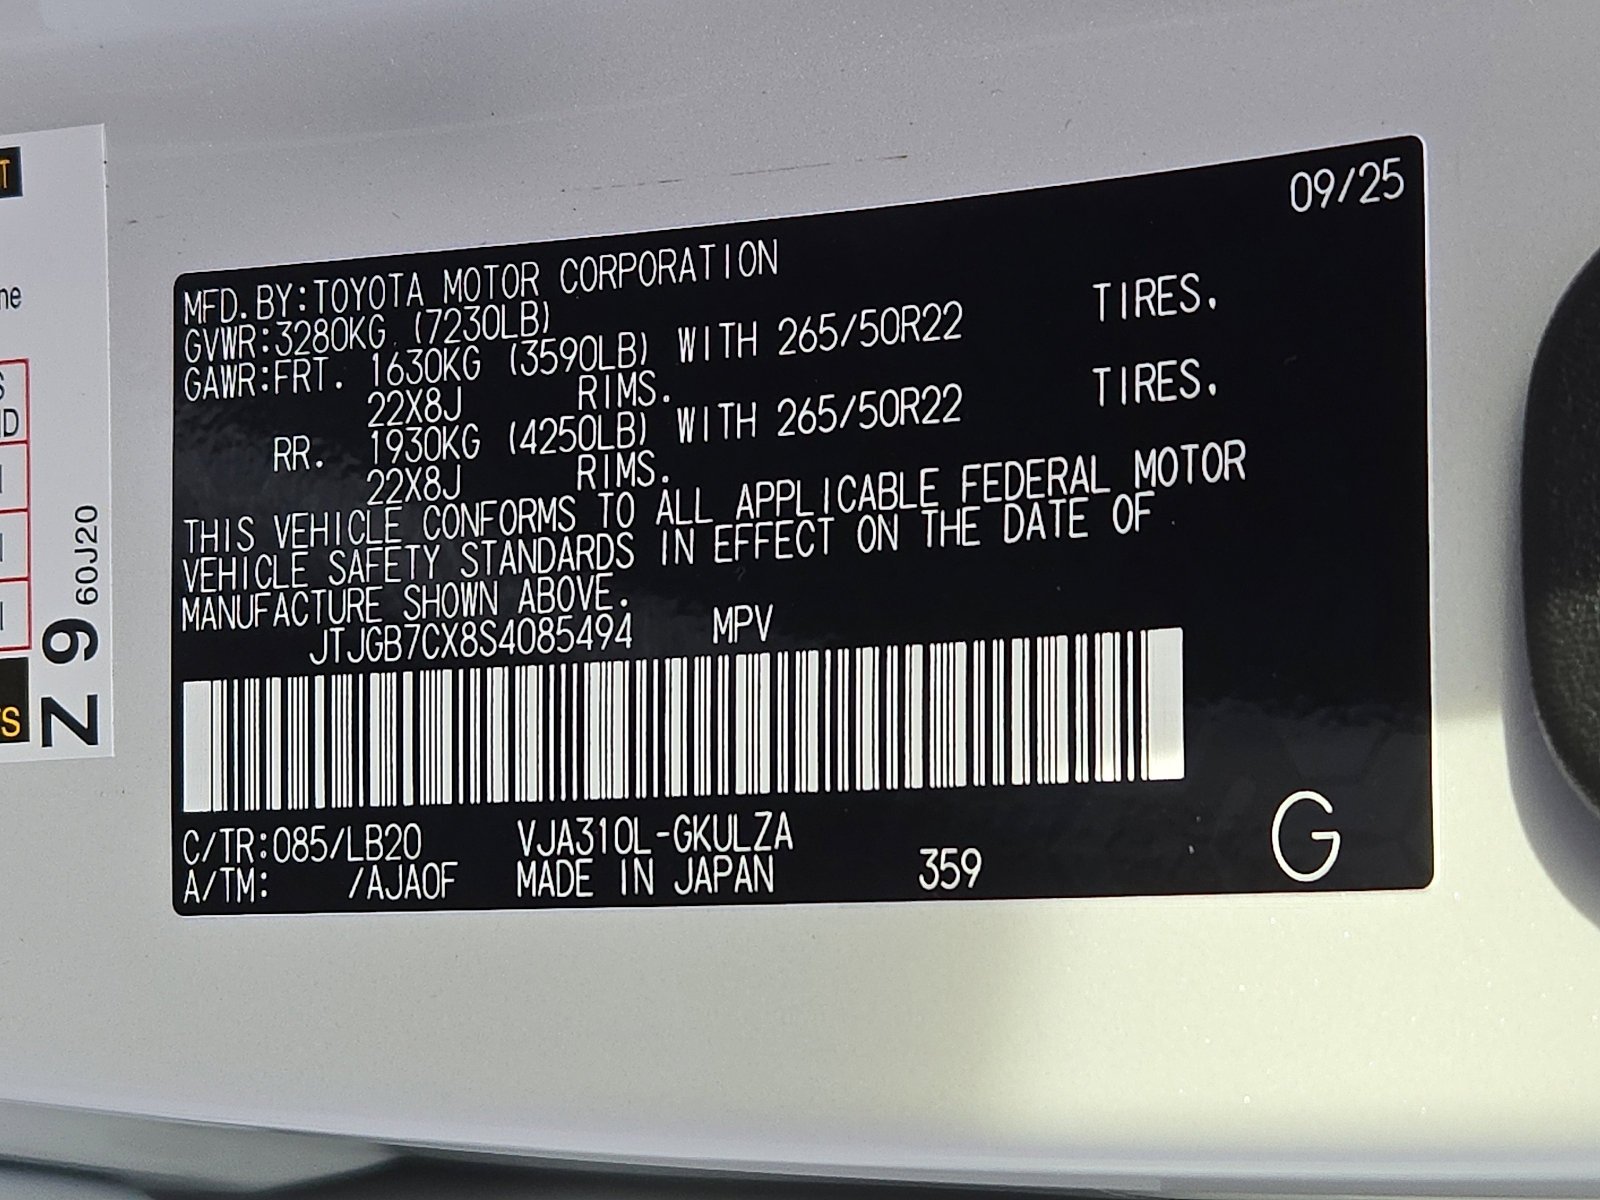 09/25
MFD.BY:TOYOTA MOTOR CORPORATION
GVWR:3280KG (7230LB)
GAWR:FRT. 1630KG (3590LB) WITH 265/50R22 TIRES.
22X8J RIMS.
RR. 1930KG (4250LB) WITH 265/50R22 TIRES.
22X8J RIMS.
THIS VEHICLE CONFORMS TO ALL APPLICABLE FEDERAL MOTOR
VEHICLE SAFETY STANDARDS IN EFFECT ON THE DATE OF
MANUFACTURE SHOWN ABOVE.
JTJGB7CX8S4085494 MPV
C/TR:085/LB20 VJA310L-GKULZA
A/TM: /AJA0F MADE IN JAPAN 359
G
Z9 60J20